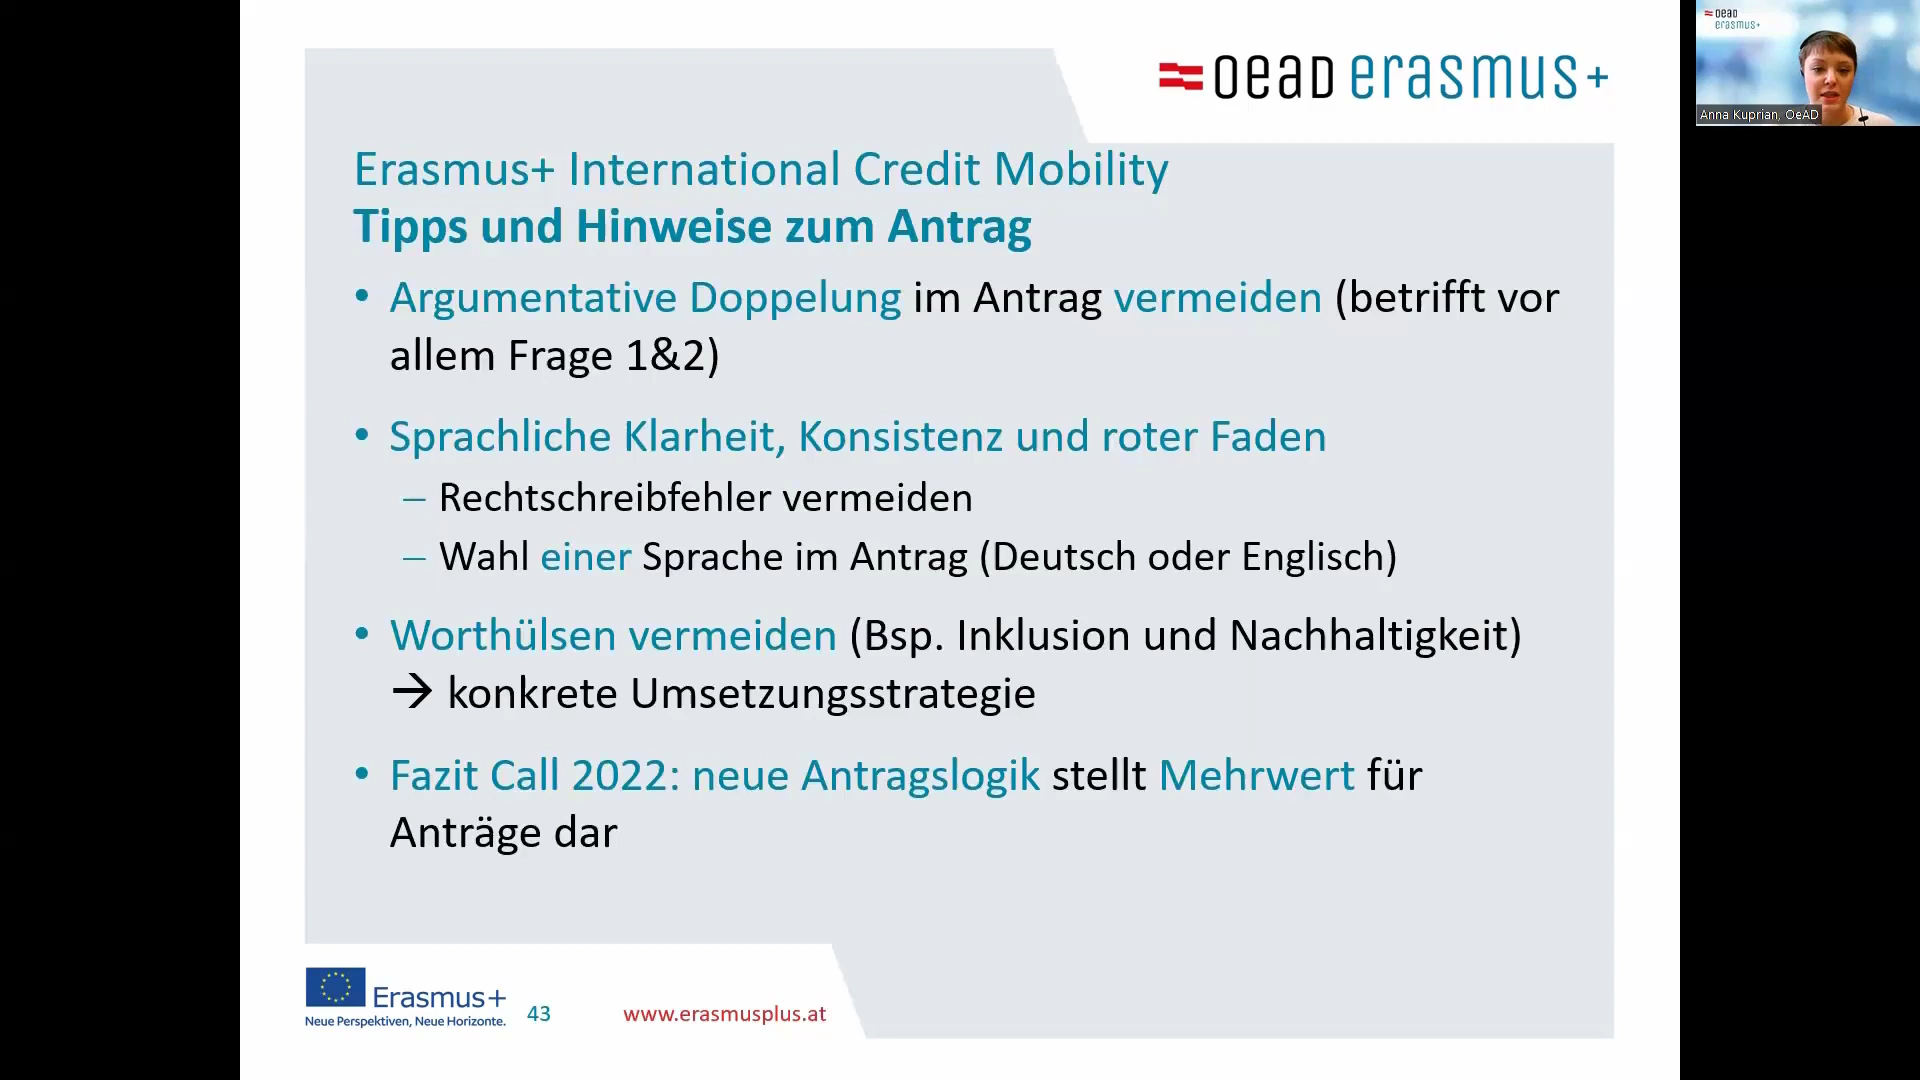 oead erasmus+
oead
erasmus+
Anna Kuprian, OeAD
Erasmus+ International Credit Mobility
Tipps und Hinweise zum Antrag
• Argumentative Doppelung im Antrag vermeiden (betrifft vor
allem Frage 1&2)
• Sprachliche Klarheit, Konsistenz und roter Faden
– Rechtschreibfehler vermeiden
– Wahl einer Sprache im Antrag (Deutsch oder Englisch)
• Worthülsen vermeiden (Bsp. Inklusion und Nachhaltigkeit)
→ konkrete Umsetzungsstrategie
• Fazit Call 2022: neue Antragslogik stellt Mehrwert für
Anträge dar
Erasmus+
Neue Perspektiven, Neue Horizonte.
43
www.erasmusplus.at